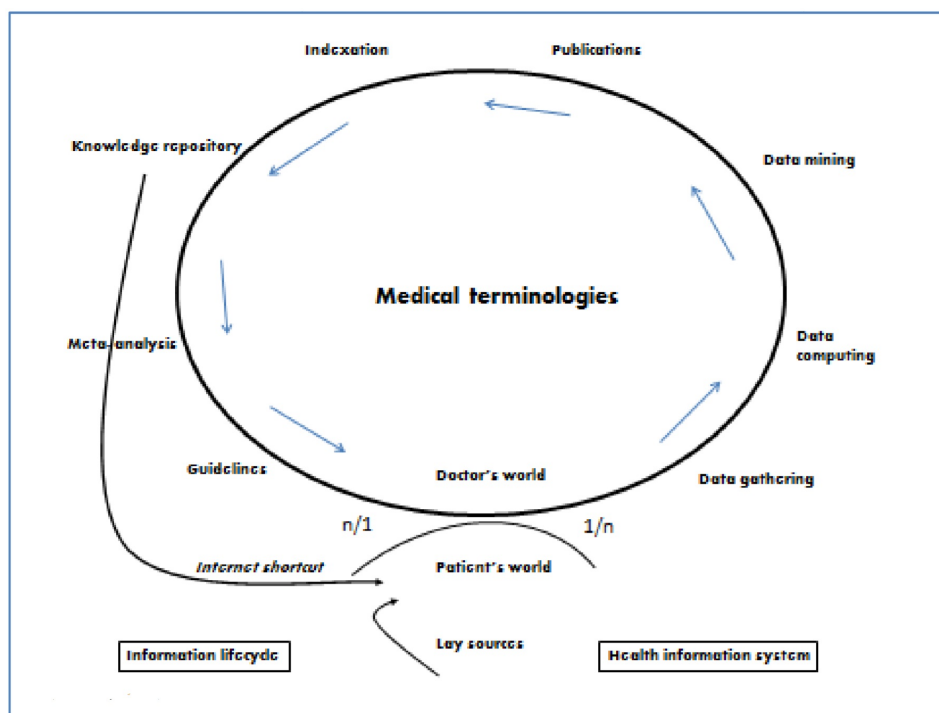 Indexation
Publications
Knowledge repository
Data mining
Medical terminologies
Meta-analysis
Data
computing
Guidelines
Doctor's world
Data gathering
n/1
1/n
Internet shortcut
Patient's world
Lay sources
Information lifecycle
Health information system